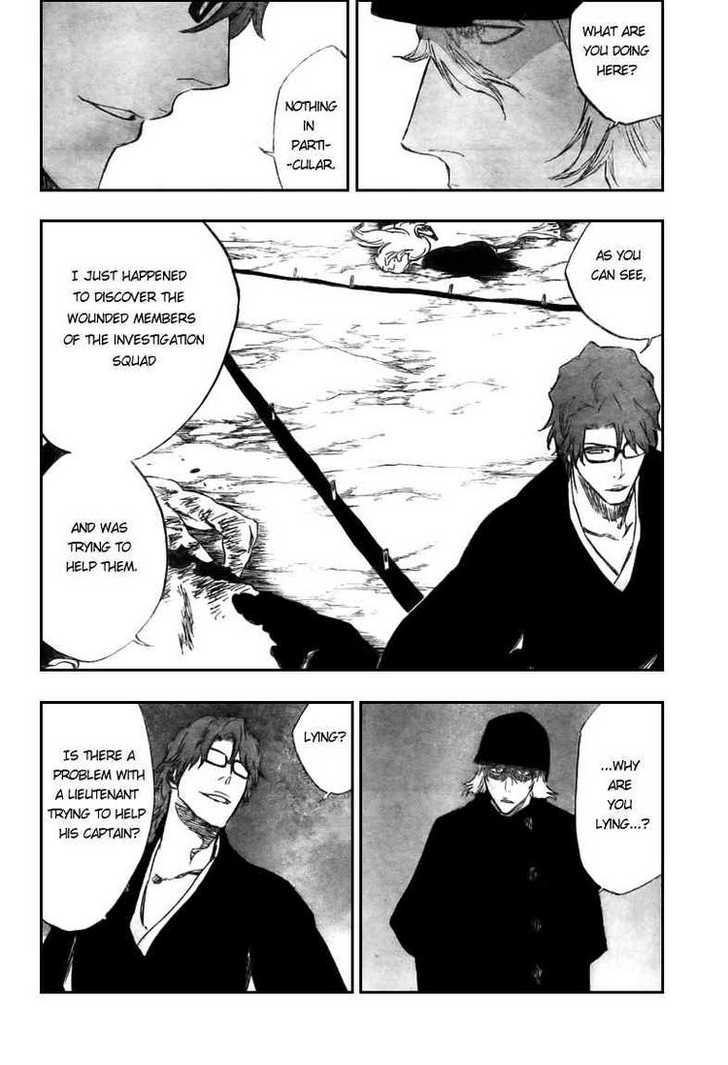 WHAT ARE
YOU DOING
HERE?
NOTHING
IN
PARTI-
-CULAR.
AS YOU
CAN SEE,
I JUST HAPPENED
TO DISCOVER THE
WOUNDED MEMBERS
OF THE INVESTIGATION
SQUAD
AND WAS
TRYING TO
HELP THEM.
...WHY
ARE
YOU
LYING...?
LYING?
IS THERE A
PROBLEM WITH
A LIEUTENANT
TRYING TO HELP
HIS CAPTAIN?